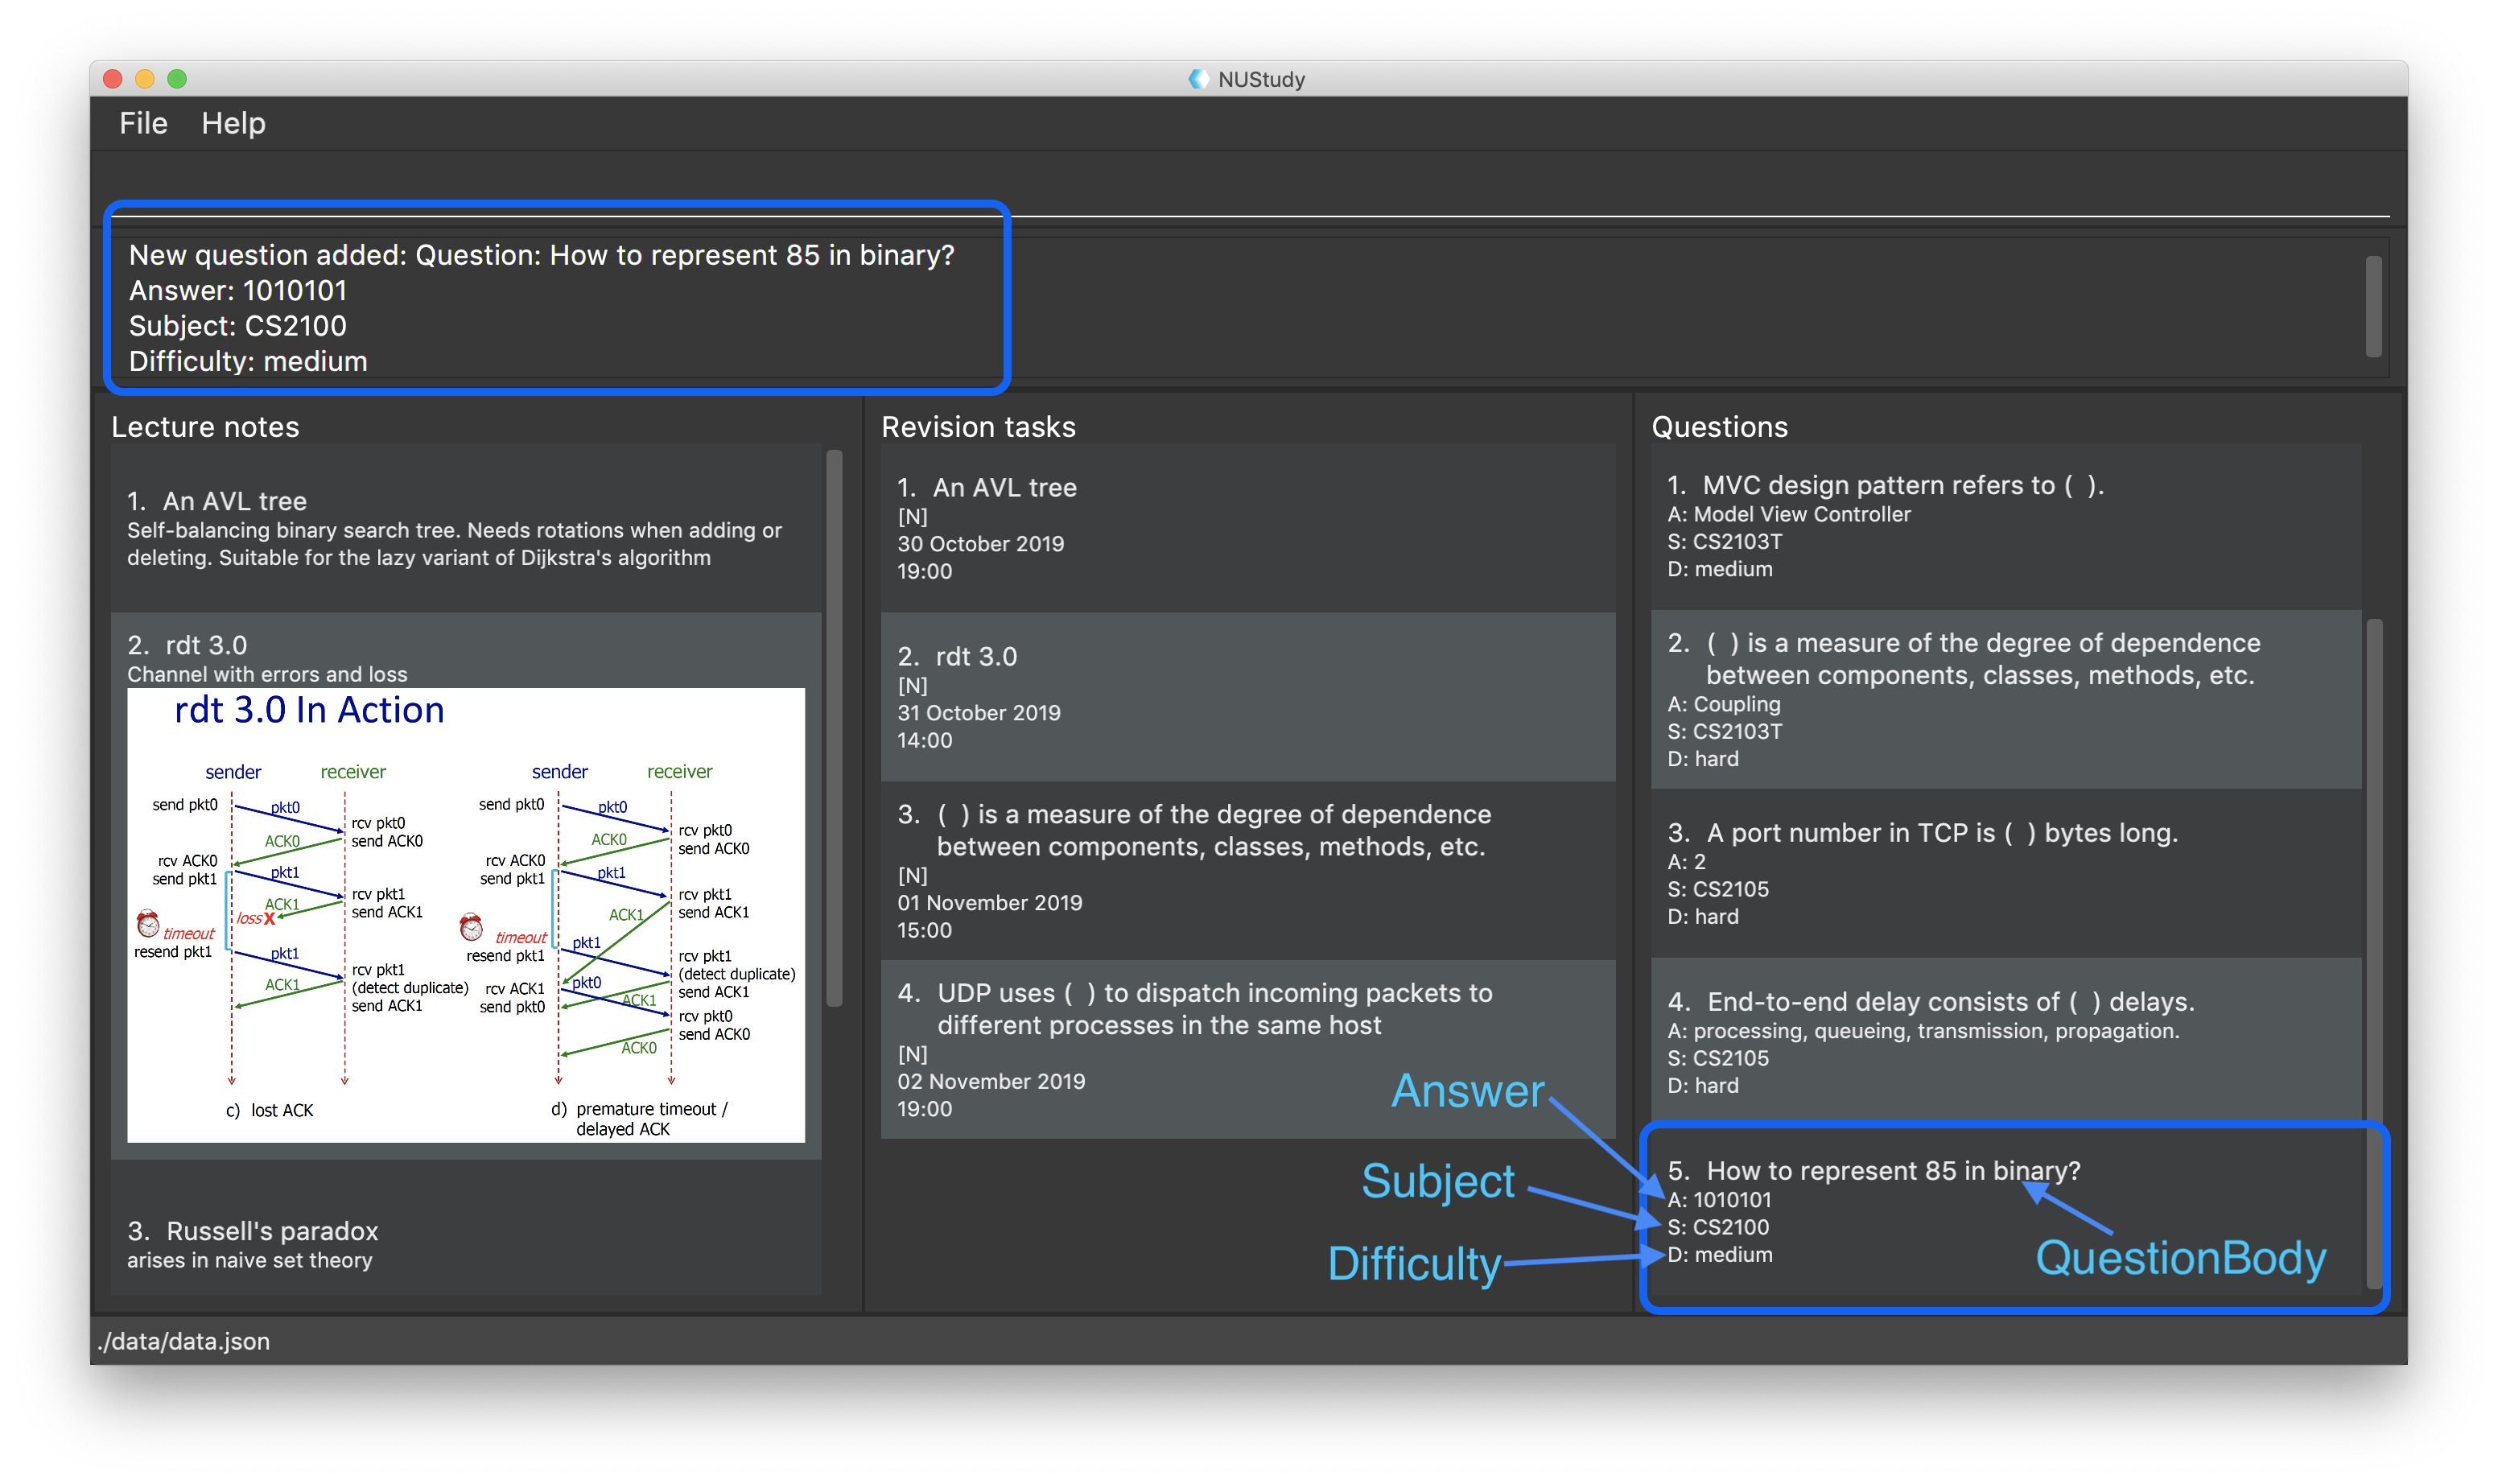 NUStudy
File Help
New question added: Question: How to represent 85 in binary?
Answer: 1010101
Subject: CS2100
Difficulty: medium
Lecture notes
1. An AVL tree
Self-balancing binary search tree. Needs rotations when adding or
deleting. Suitable for the lazy variant of Dijkstra's algorithm
2. rdt 3.0
Channel with errors and loss
rdt 3.0 In Action
sender
receiver
send pkt0
pkt0
rcv pkt0
send ACK0
ACK0
rcv ACK0
send pkt1
pkt1
rcv pkt1
send ACK1
ACK1
loss X
timeout
resend pkt1
pkt1
rcv pkt1
(detect duplicate)
send ACK1
ACK1
c) lost ACK
sender
receiver
send pkt0
pkt0
rcv pkt0
send ACK0
ACK0
rcv ACK0
send pkt1
pkt1
rcv pkt1
send ACK1
ACK1
timeout
resend pkt1
pkt1
rcv pkt1
(detect duplicate)
send ACK1
rcv ACK1
send pkt0
pkt0
ACK1
rcv pkt0
send ACK0
ACK0
d) premature timeout /
delayed ACK
3. Russell's paradox
arises in naive set theory
Revision tasks
1. An AVL tree
[N]
30 October 2019
19:00
2. rdt 3.0
[N]
31 October 2019
14:00
3. ( ) is a measure of the degree of dependence
between components, classes, methods, etc.
[N]
01 November 2019
15:00
4. UDP uses ( ) to dispatch incoming packets to
different processes in the same host
[N]
02 November 2019
19:00
Questions
1. MVC design pattern refers to ( ).
A: Model View Controller
S: CS2103T
D: medium
2. ( ) is a measure of the degree of dependence
between components, classes, methods, etc.
A: Coupling
S: CS2103T
D: hard
3. A port number in TCP is ( ) bytes long.
A: 2
S: CS2105
D: hard
4. End-to-end delay consists of ( ) delays.
A: processing, queueing, transmission, propagation.
S: CS2105
D: hard
5. How to represent 85 in binary?
A: 1010101
S: CS2100
D: medium
Answer
Subject
Difficulty
QuestionBody
./data/data.json